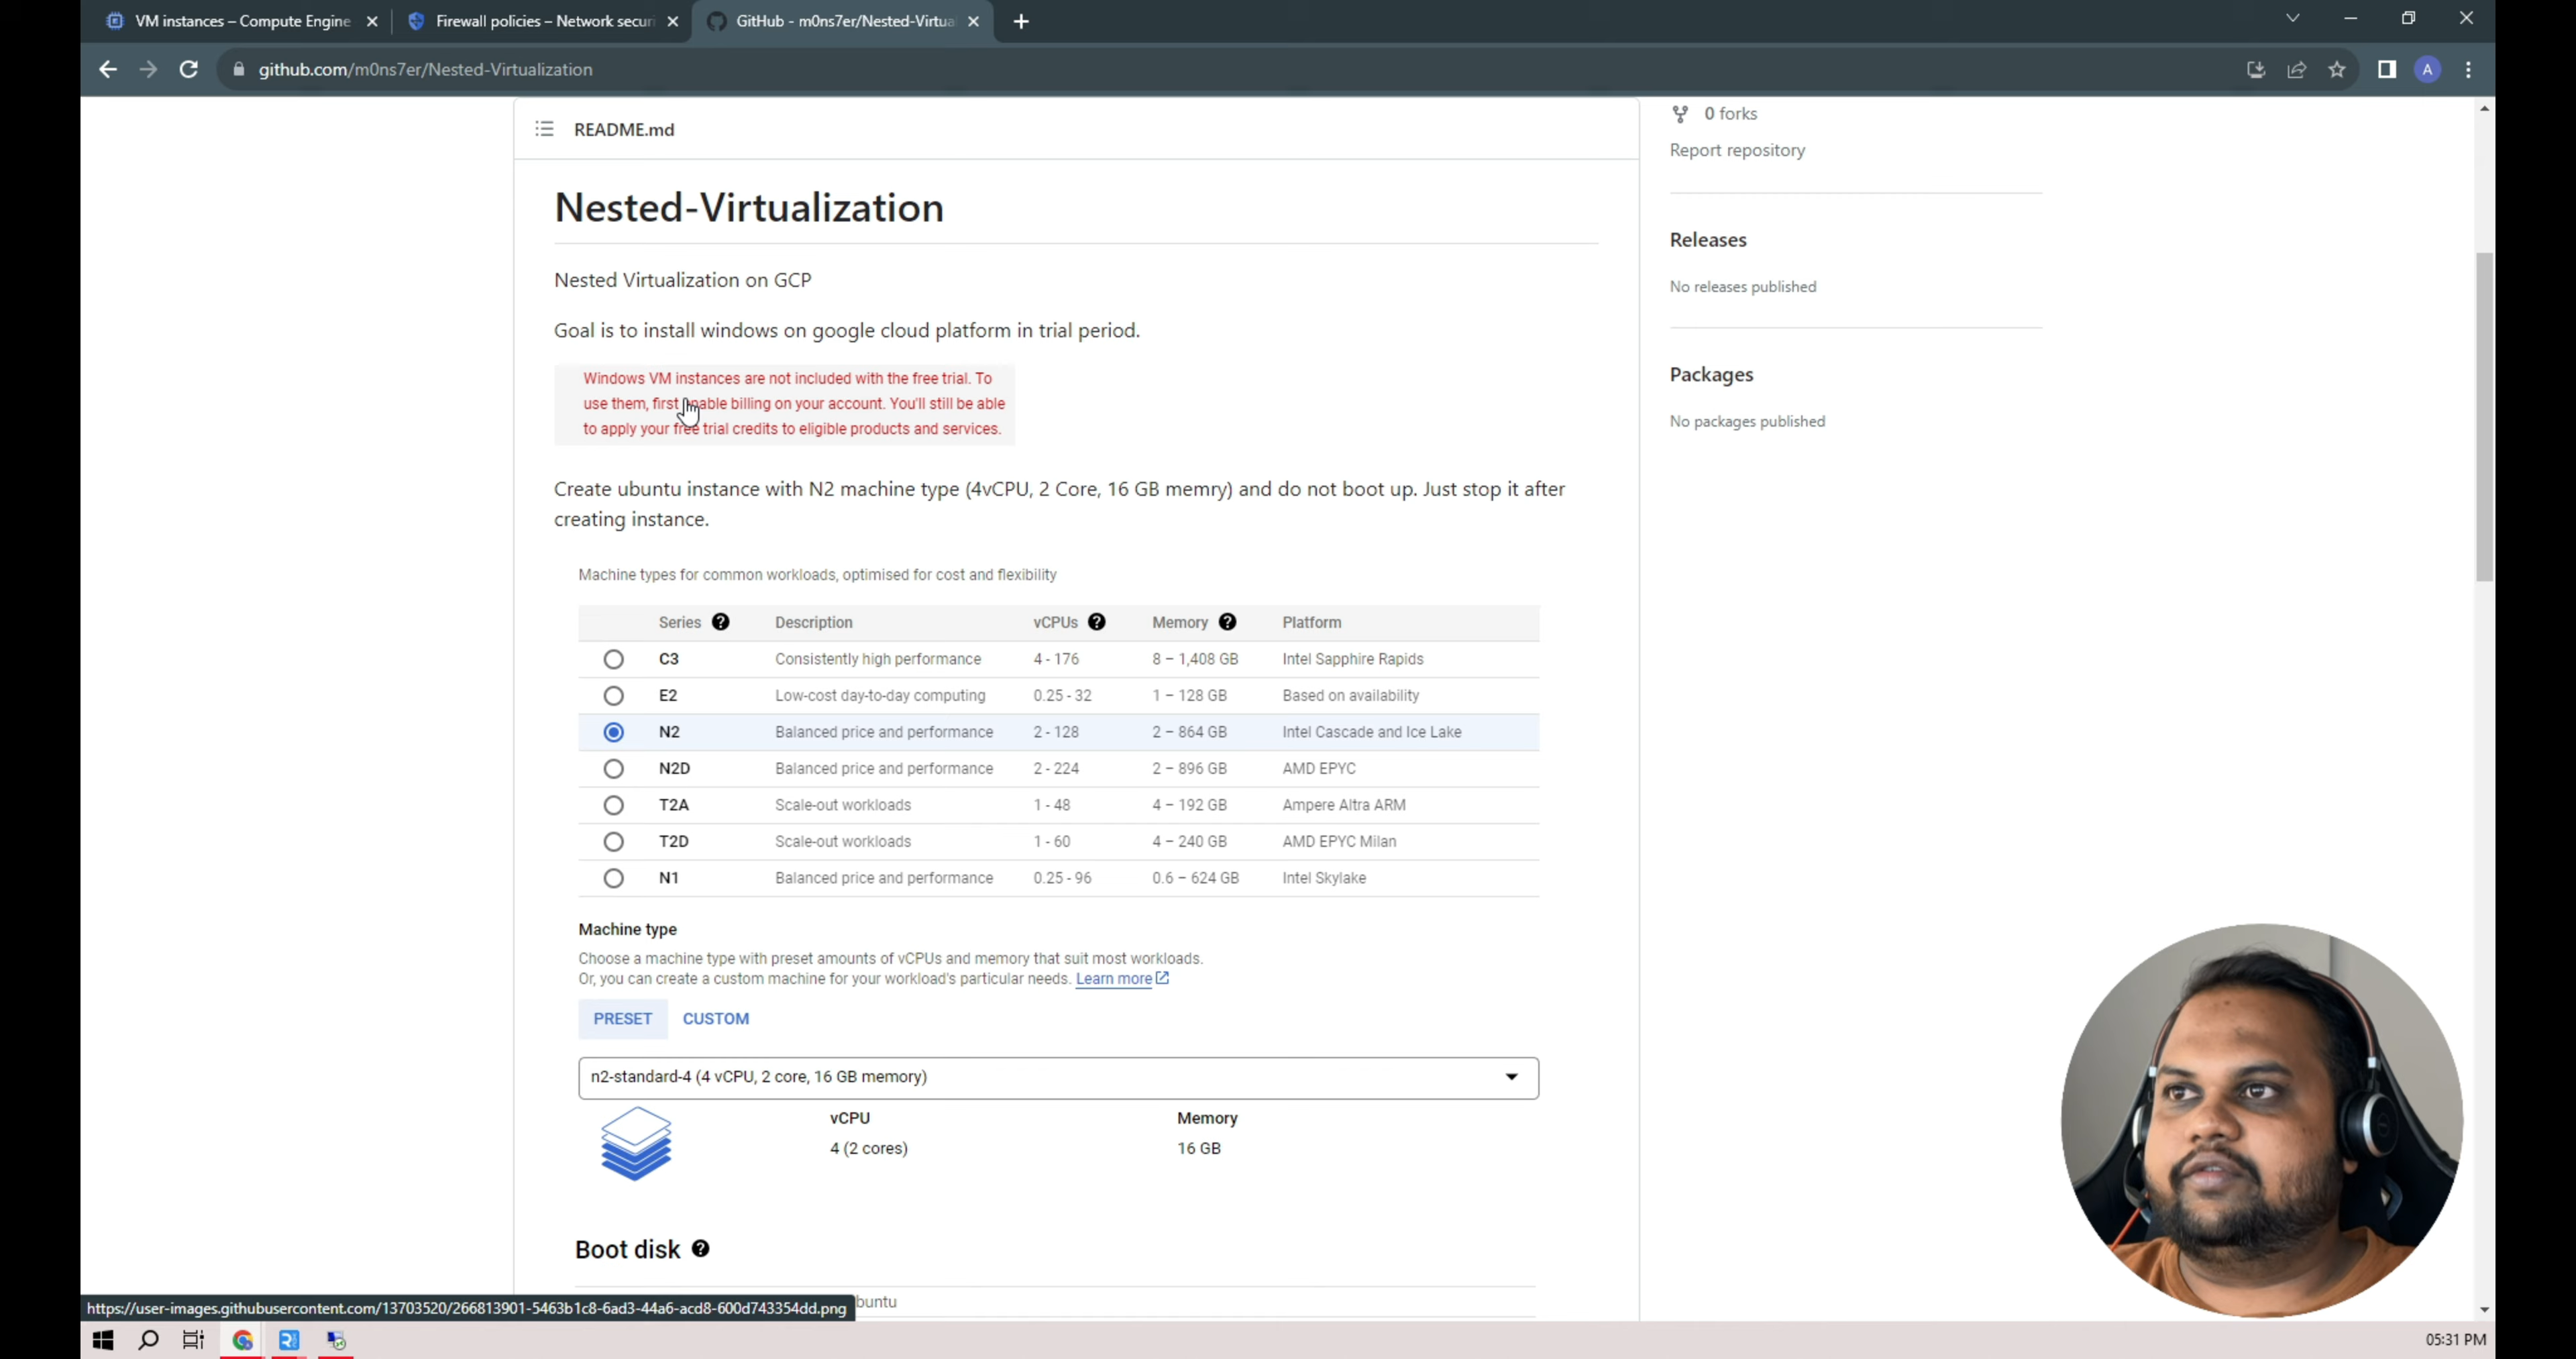 VM instances – Compute Engine
Firewall policies – Network securi
GitHub - m0ns7er/Nested-Virtua
github.com/m0ns7er/Nested-Virtualization
A
README.md
0 forks
Report repository
Nested-Virtualization
Releases
No releases published
Nested Virtualization on GCP
Goal is to install windows on google cloud platform in trial period.
Packages
No packages published
Windows VM instances are not included with the free trial. To
use them, first enable billing on your account. You'll still be able
to apply your free trial credits to eligible products and services.
Create ubuntu instance with N2 machine type (4vCPU, 2 Core, 16 GB memry) and do not boot up. Just stop it after
creating instance.
Machine types for common workloads, optimised for cost and flexibility
Series ? Description vCPUs ? Memory ? Platform
C3 Consistently high performance 4 - 176 8 – 1,408 GB Intel Sapphire Rapids
E2 Low-cost day-to-day computing 0.25 - 32 1 – 128 GB Based on availability
N2 Balanced price and performance 2 - 128 2 – 864 GB Intel Cascade and Ice Lake
N2D Balanced price and performance 2 - 224 2 – 896 GB AMD EPYC
T2A Scale-out workloads 1 - 48 4 – 192 GB Ampere Altra ARM
T2D Scale-out workloads 1 - 60 4 – 240 GB AMD EPYC Milan
N1 Balanced price and performance 0.25 - 96 0.6 – 624 GB Intel Skylake
Machine type
Choose a machine type with preset amounts of vCPUs and memory that suit most workloads.
Or, you can create a custom machine for your workload's particular needs. Learn more
PRESET CUSTOM
n2-standard-4 (4 vCPU, 2 core, 16 GB memory)
vCPU Memory
4 (2 cores) 16 GB
Boot disk ?
buntu
https://user-images.githubusercontent.com/13703520/266813901-5463b1c8-6ad3-44a6-acd8-600d743354dd.png
05:31 PM